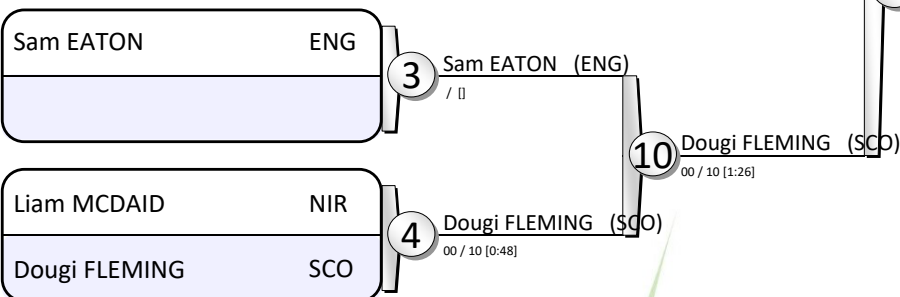 Sam EATON ENG
3
Sam EATON (ENG)
/ []
10
Dougi FLEMING (SCO)
00 / 10 [1:26]
Liam MCDAID NIR
Dougi FLEMING SCO
4
Dougi FLEMING (SCO)
00 / 10 [0:48]